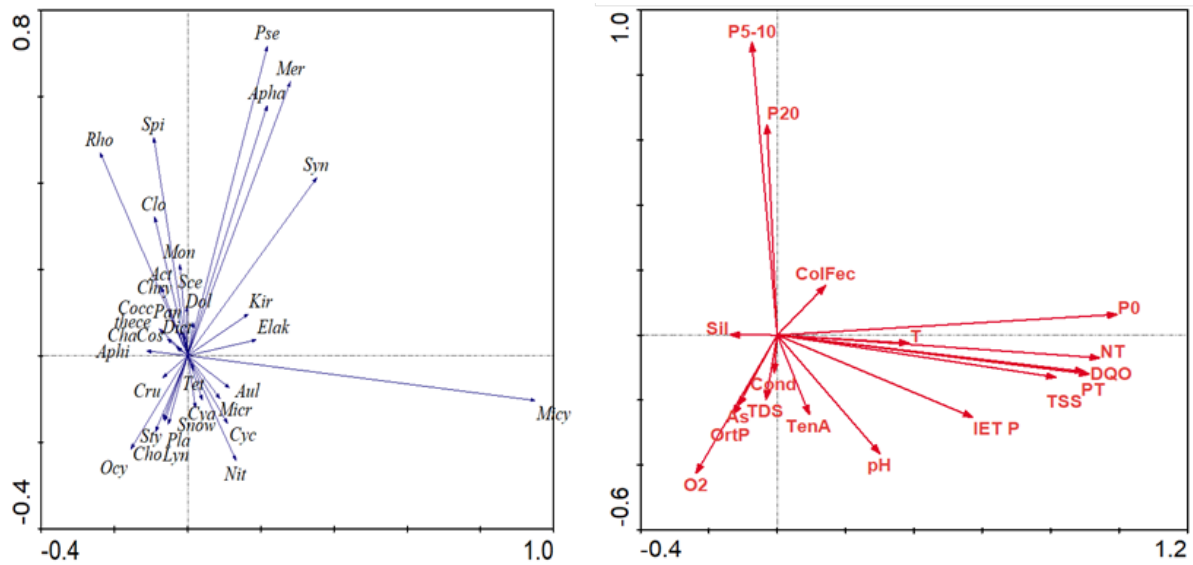 0.8
Pse
Mer
Apha
Spi
Rho
Syn
Clo
Mon
Act
Sce
Chry
Dol
Kir
Cocc
Pan
thece
Dict
Elak
Cha
Cos
Aphi
Tet
Cru
Aul
Micr
Cya
Micy
Snow
Sty
Pla
Cyc
Cho
Lyn
Ocy
Nit
-0.4
-0.4
1.0
1.0
P5-10
P20
ColFec
P0
Sil
T
NT
DQO
Cond
PT
TSS
As
TDS
TenA
IET P
OrtP
pH
O2
-0.6
-0.4
1.2